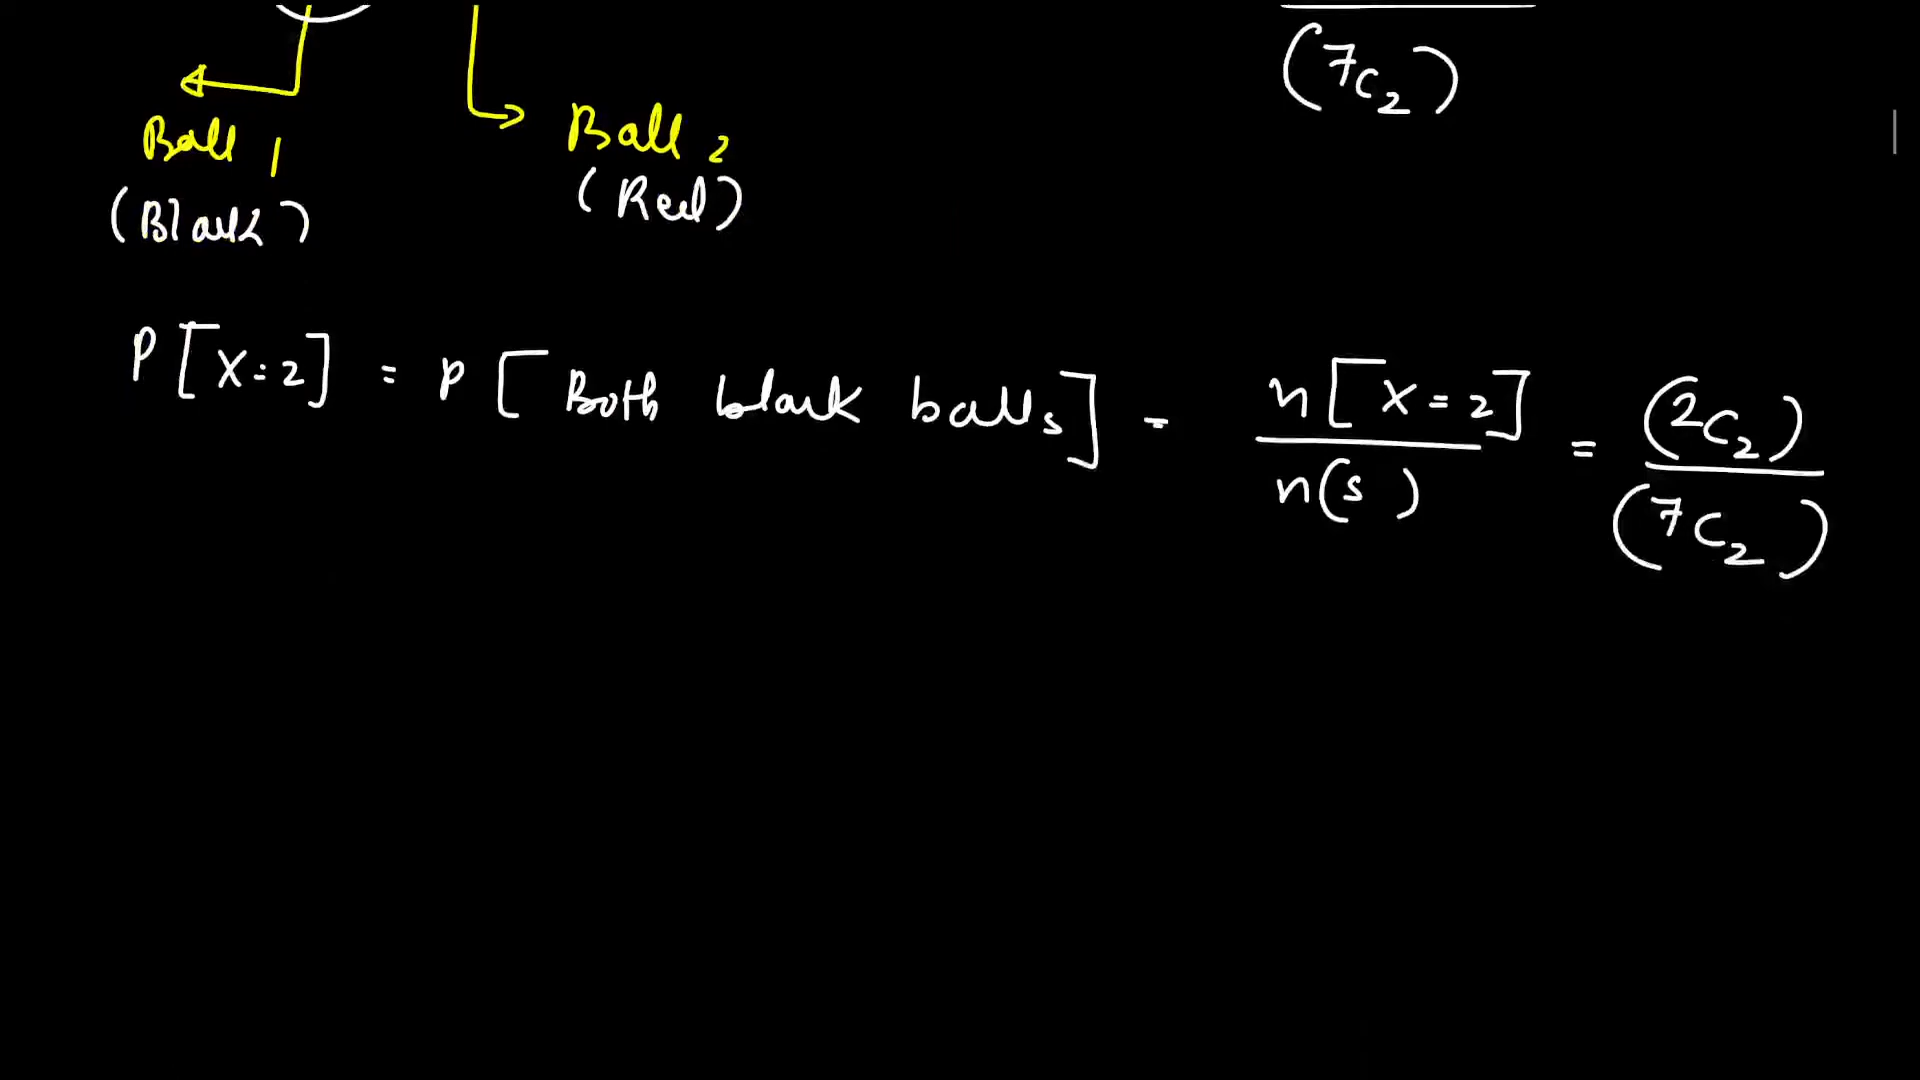 (⁷C₂)
Ball 1
Ball 2
(Black)
(Red)
P[X=2] = P[Both black balls] = n[X=2] / n(s) = (²C₂) / (⁷C₂)